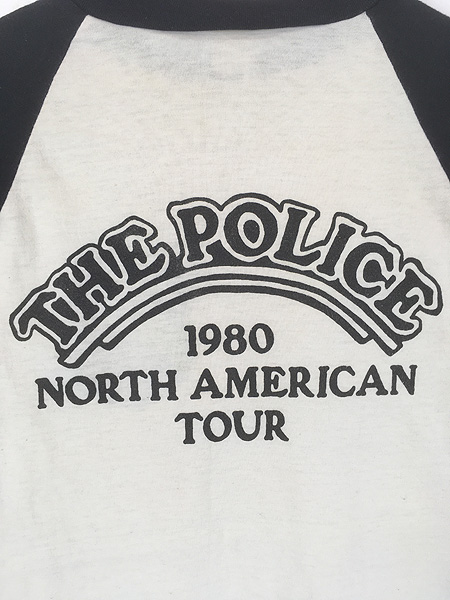 THE POLICE
1980
NORTH AMERICAN
TOUR